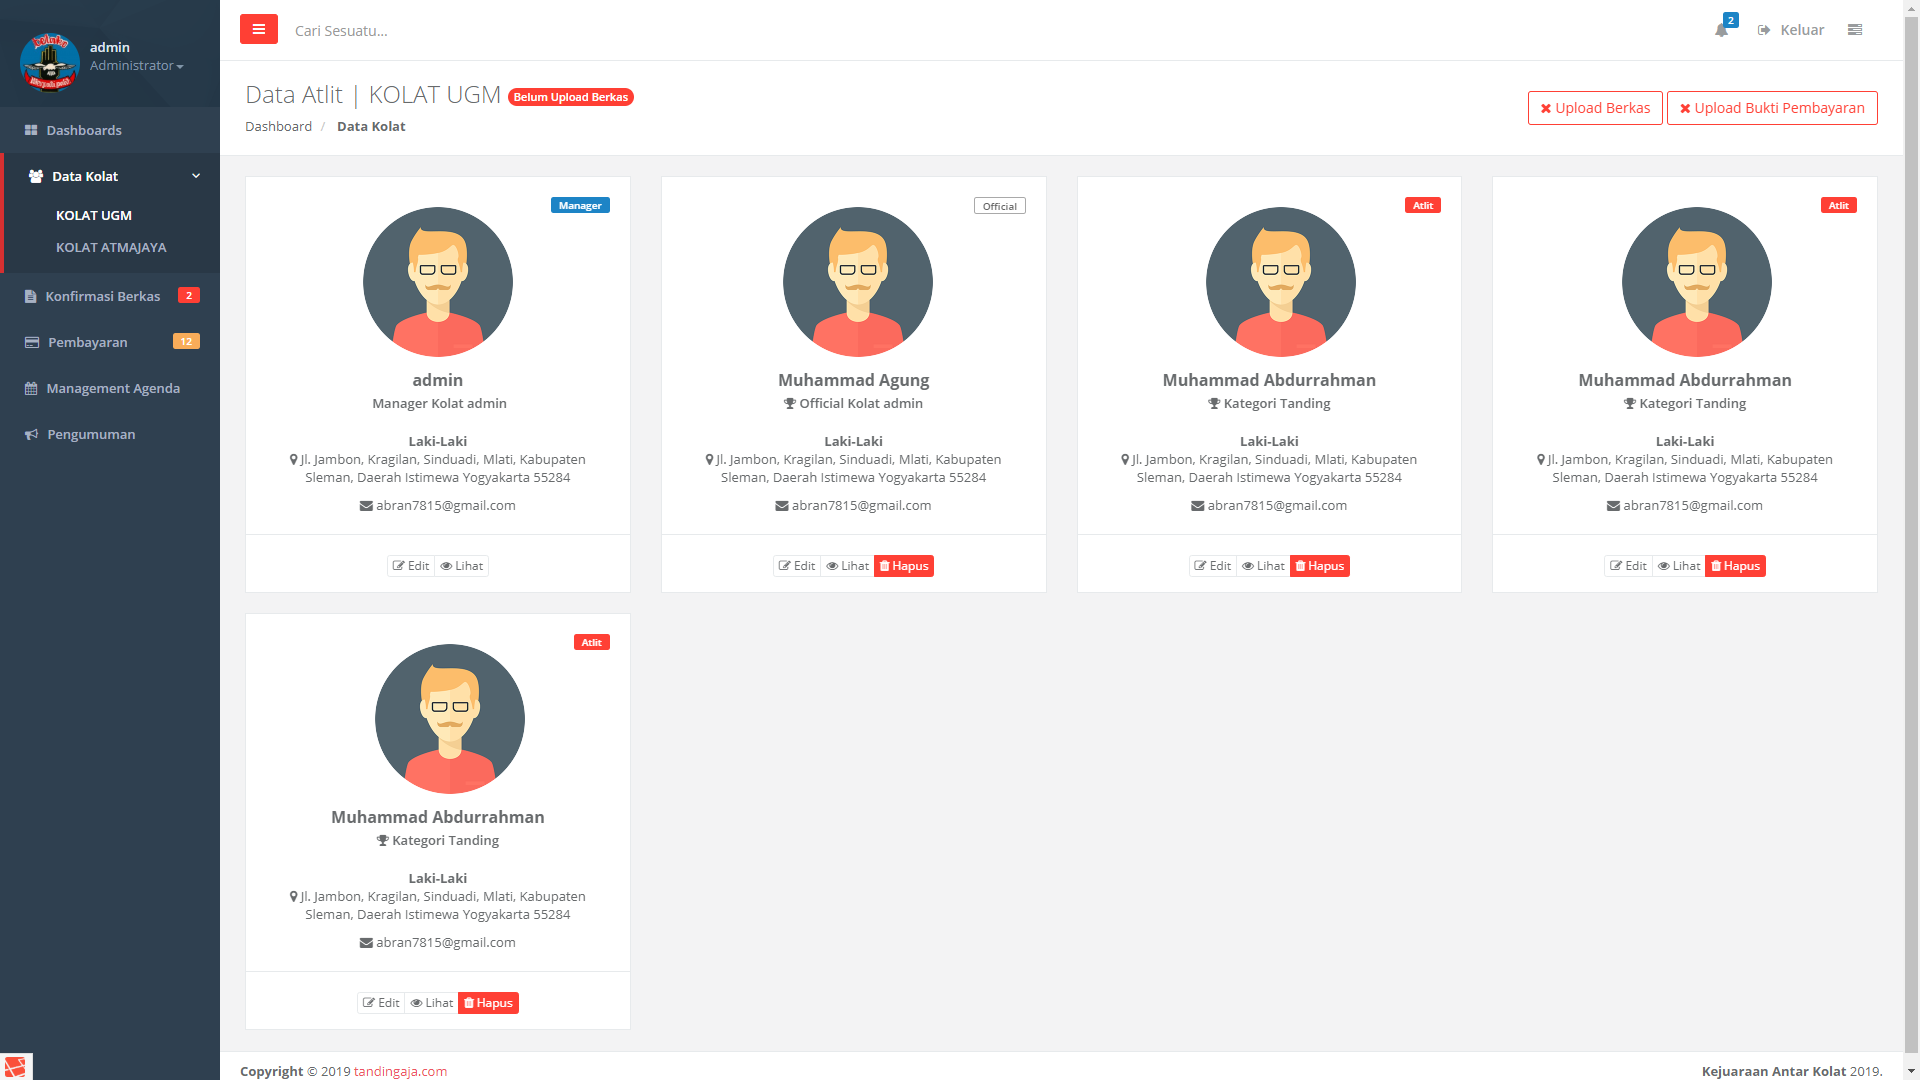 admin
Administrator
Dashboards
Data Kolat
KOLAT UGM
KOLAT ATMAJAYA
Konfirmasi Berkas 2
Pembayaran 12
Management Agenda
Pengumuman
Cari Sesuatu...
2
Keluar
Data Atlit | KOLAT UGM Belum Upload Berkas
Dashboard / Data Kolat
Upload Berkas
Upload Bukti Pembayaran
Manager
admin
Manager Kolat admin
Laki-Laki
Jl. Jambon, Kragilan, Sinduadi, Mlati, Kabupaten
Sleman, Daerah Istimewa Yogyakarta 55284
abran7815@gmail.com
Edit Lihat
Official
Muhammad Agung
Official Kolat admin
Laki-Laki
Jl. Jambon, Kragilan, Sinduadi, Mlati, Kabupaten
Sleman, Daerah Istimewa Yogyakarta 55284
abran7815@gmail.com
Edit Lihat Hapus
Atlit
Muhammad Abdurrahman
Kategori Tanding
Laki-Laki
Jl. Jambon, Kragilan, Sinduadi, Mlati, Kabupaten
Sleman, Daerah Istimewa Yogyakarta 55284
abran7815@gmail.com
Edit Lihat Hapus
Atlit
Muhammad Abdurrahman
Kategori Tanding
Laki-Laki
Jl. Jambon, Kragilan, Sinduadi, Mlati, Kabupaten
Sleman, Daerah Istimewa Yogyakarta 55284
abran7815@gmail.com
Edit Lihat Hapus
Atlit
Muhammad Abdurrahman
Kategori Tanding
Laki-Laki
Jl. Jambon, Kragilan, Sinduadi, Mlati, Kabupaten
Sleman, Daerah Istimewa Yogyakarta 55284
abran7815@gmail.com
Edit Lihat Hapus
Copyright © 2019 tandingaja.com
Kejuaraan Antar Kolat 2019.